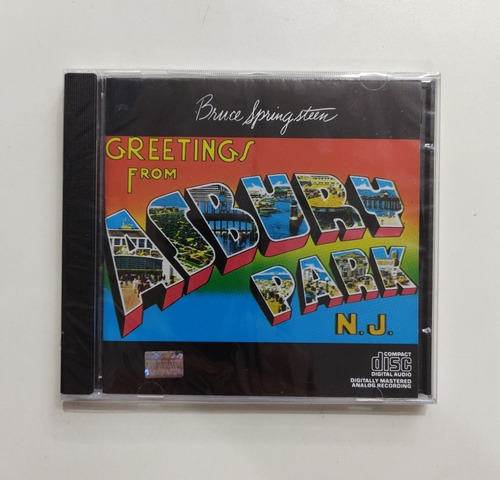 Bruce Springsteen
GREETINGS
FROM
ASBURY
PARK
N.J.
COMPACT
disc
DIGITAL AUDIO
DIGITALLY MASTERED
ANALOG RECORDING